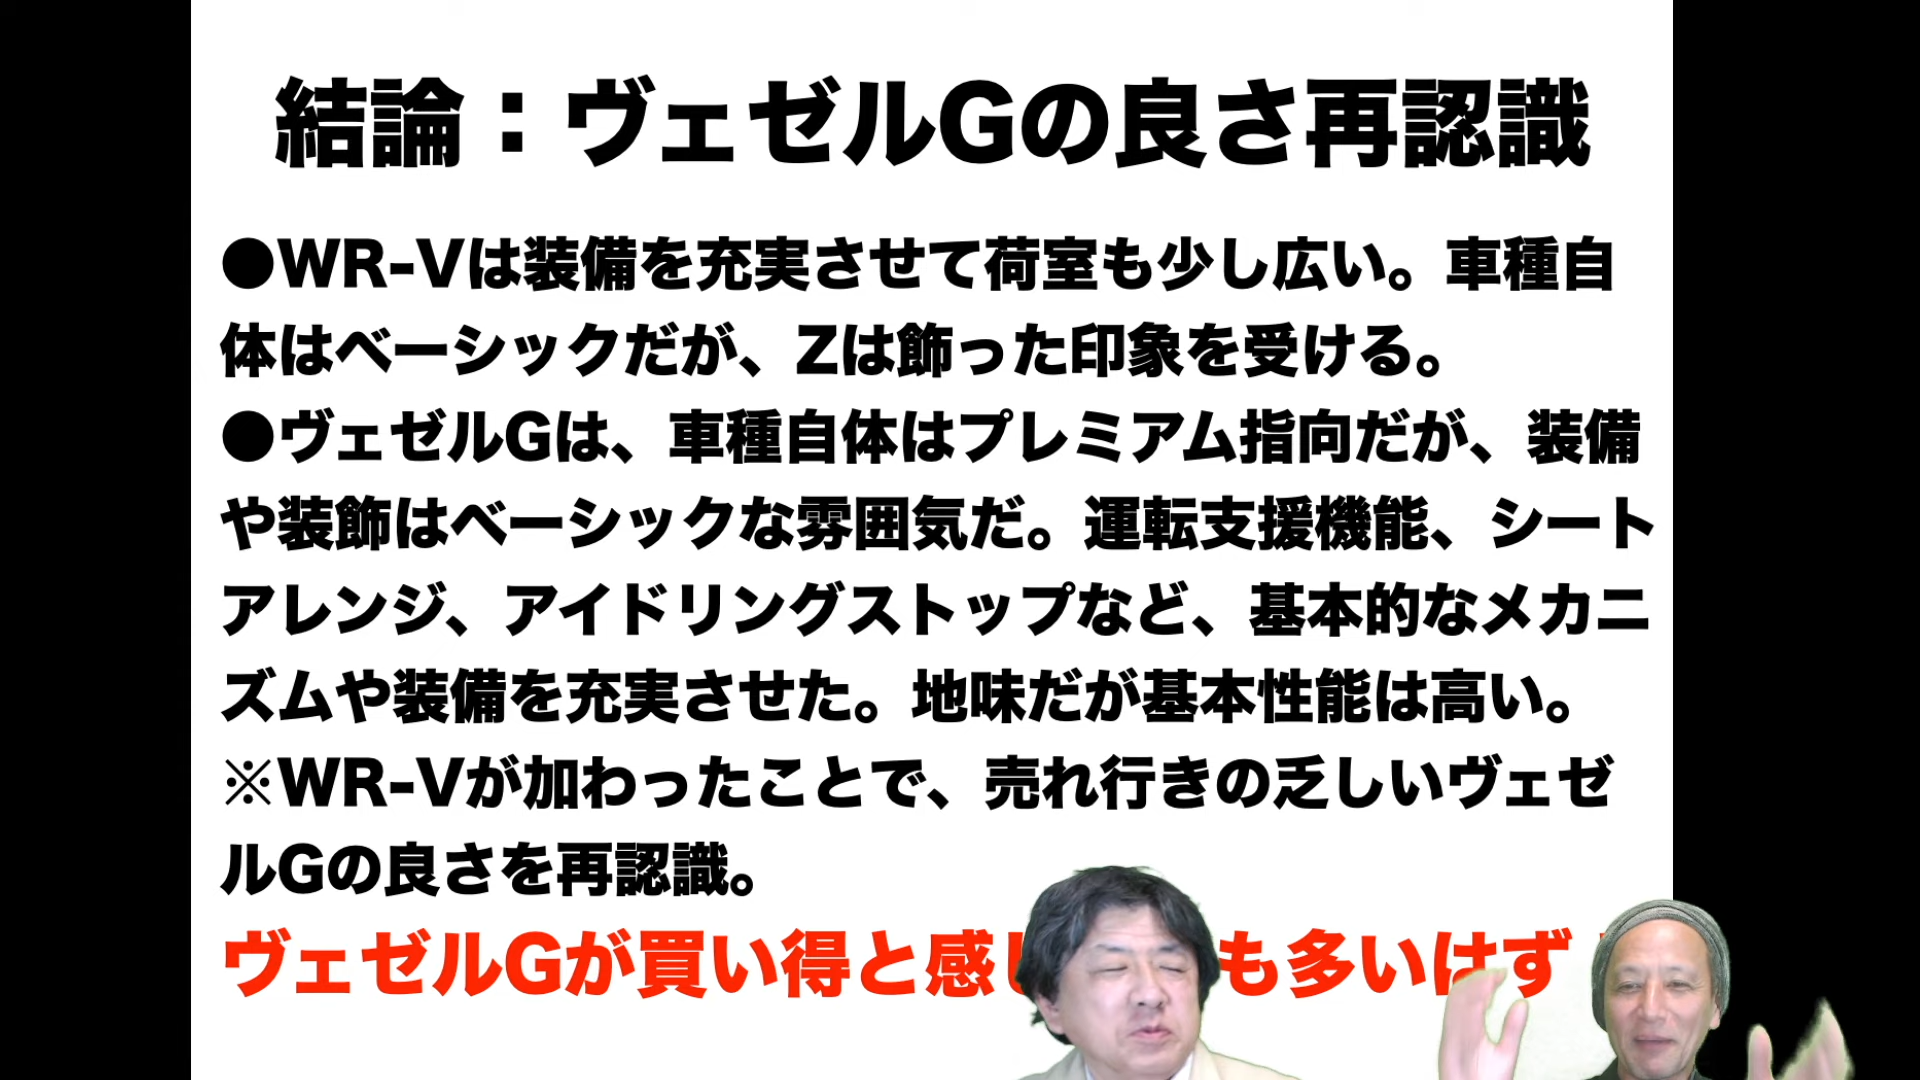 結論：ヴェゼルGの良さ再認識
●WR-Vは装備を充実させて荷室も少し広い。車種自
体はベーシックだが、Zは飾った印象を受ける。
●ヴェゼルGは、車種自体はプレミアム指向だが、装備
や装飾はベーシックな雰囲気だ。運転支援機能、シート
アレンジ、アイドリングストップなど、基本的なメカニ
ズムや装備を充実させた。地味だが基本性能は高い。
※WR-Vが加わったことで、売れ行きの乏しいヴェゼ
ルGの良さを再認識。
ヴェゼルGが買い得と感じ も多いはず